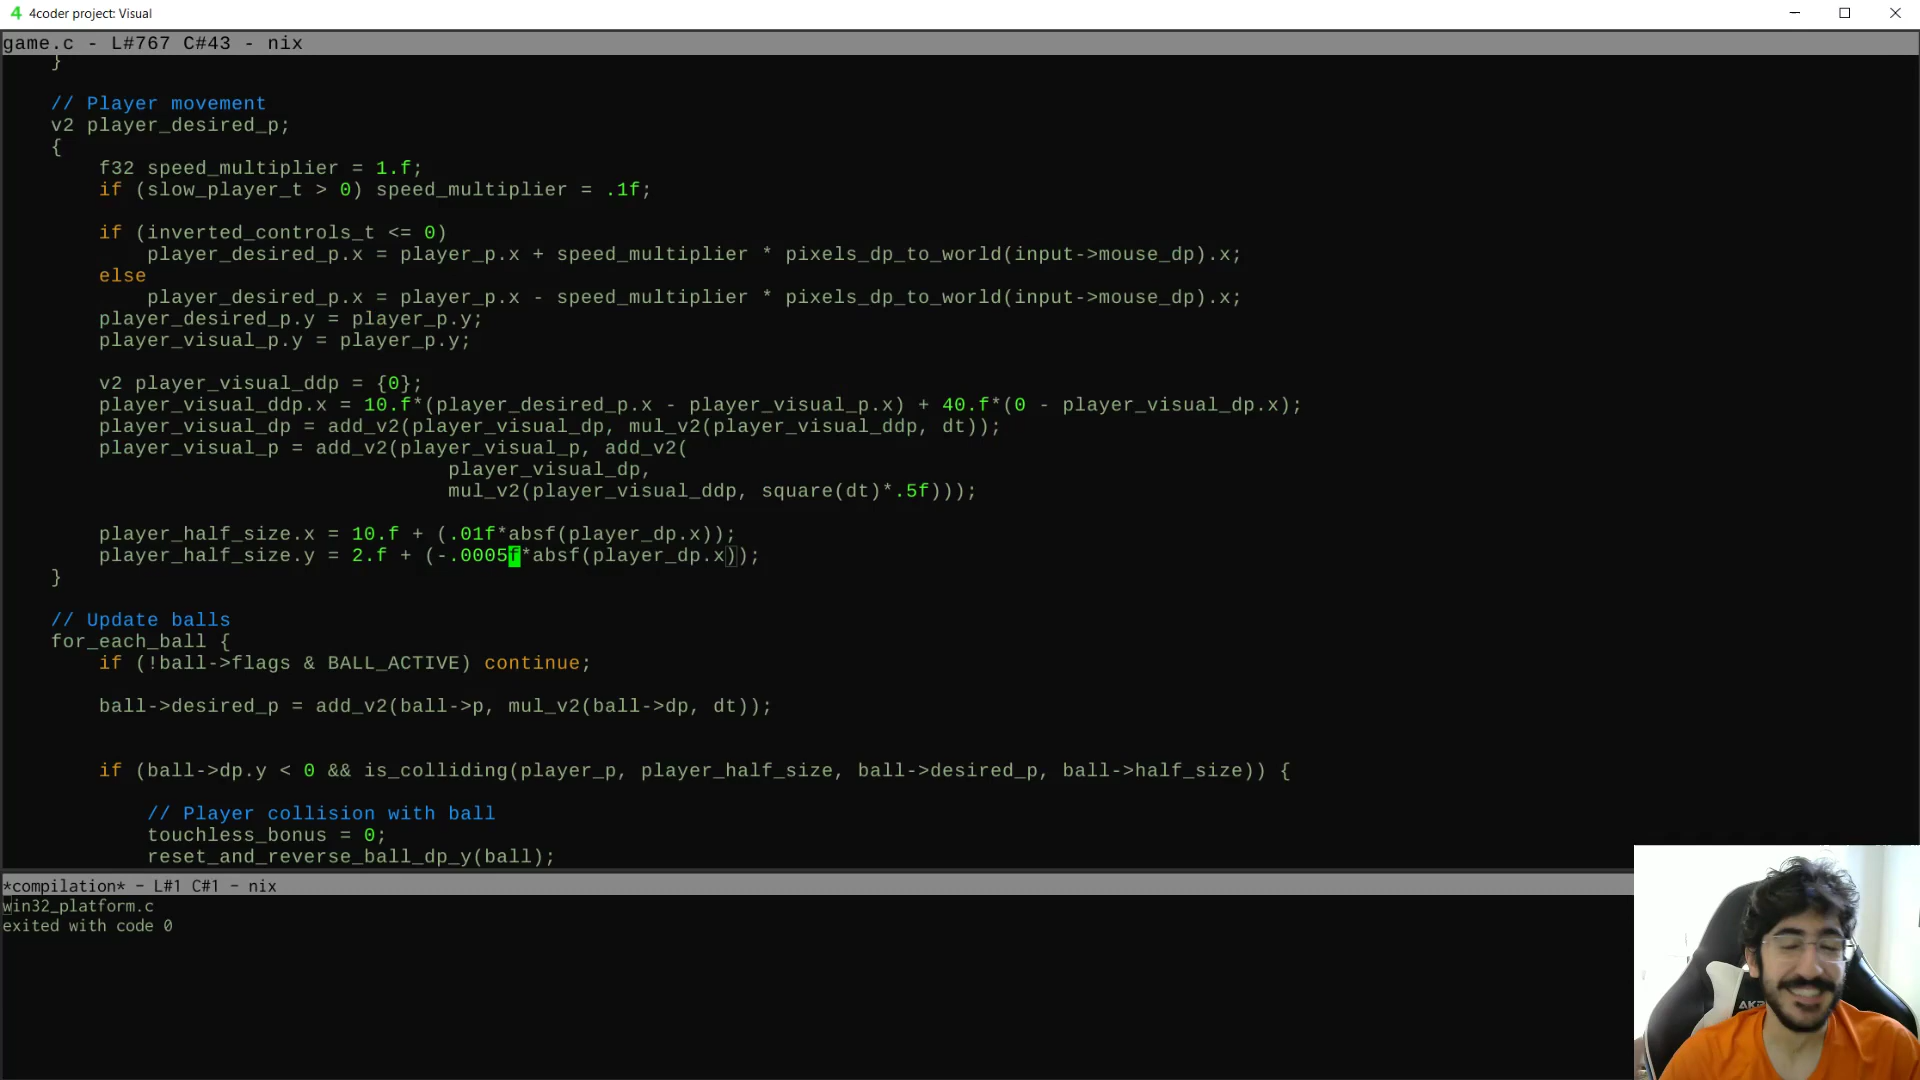 4 4coder project: Visual
game.c - L#767 C#43 - nix
}
// Player movement
v2 player_desired_p;
{
f32 speed_multiplier = 1.f;
if (slow_player_t > 0) speed_multiplier = .1f;
if (inverted_controls_t <= 0)
player_desired_p.x = player_p.x + speed_multiplier * pixels_dp_to_world(input->mouse_dp).x;
else
player_desired_p.x = player_p.x - speed_multiplier * pixels_dp_to_world(input->mouse_dp).x;
player_desired_p.y = player_p.y;
player_visual_p.y = player_p.y;
v2 player_visual_ddp = {0};
player_visual_ddp.x = 10.f*(player_desired_p.x - player_visual_p.x) + 40.f*(0 - player_visual_dp.x);
player_visual_dp = add_v2(player_visual_dp, mul_v2(player_visual_ddp, dt));
player_visual_p = add_v2(player_visual_p, add_v2(
player_visual_dp,
mul_v2(player_visual_ddp, square(dt)*.5f)));
player_half_size.x = 10.f + (.01f*absf(player_dp.x));
player_half_size.y = 2.f + (-.0005f*absf(player_dp.x));
}
// Update balls
for_each_ball {
if (!ball->flags & BALL_ACTIVE) continue;
ball->desired_p = add_v2(ball->p, mul_v2(ball->dp, dt));
if (ball->dp.y < 0 && is_colliding(player_p, player_half_size, ball->desired_p, ball->half_size)) {
// Player collision with ball
touchless_bonus = 0;
reset_and_reverse_ball_dp_y(ball);
*compilation* - L#1 C#1 - nix
win32_platform.c
exited with code 0